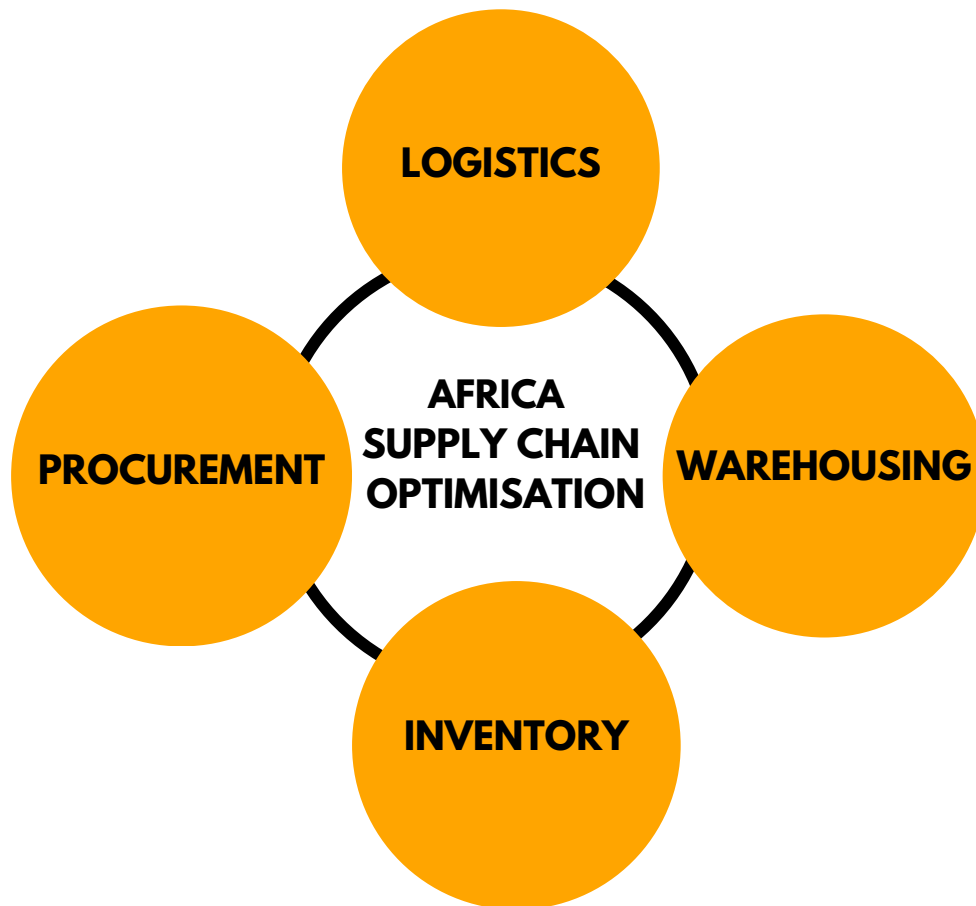 LOGISTICS
AFRICA
SUPPLY CHAIN
OPTIMISATION
PROCUREMENT
WAREHOUSING
INVENTORY